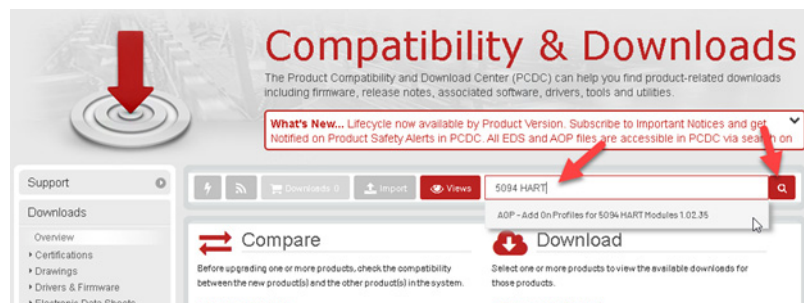 Compatibility & Downloads
The Product Compatibility and Download Center (PCDC) can help you find product-related downloads
including firmware, release notes, associated software, drivers, tools and utilities.
What's New... Lifecycle now available by Product Version. Subscribe to Important Notices and get
Notified on Product Safety Alerts in PCDC. All EDS and AOP files are accessible in PCDC via search on
Support
Downloads 0
Import
Views
5094 HART
AOP - Add On Profiles for 5094 HART Modules 1.02.35
Downloads
Overview
Certifications
Drawings
Drivers & Firmware
Electronic Data Sheets
Compare
Before upgrading one or more products, check the compatibility
between the new product(s) and the other product(s) in the system.
Download
Select one or more products to view the available downloads for
those products.